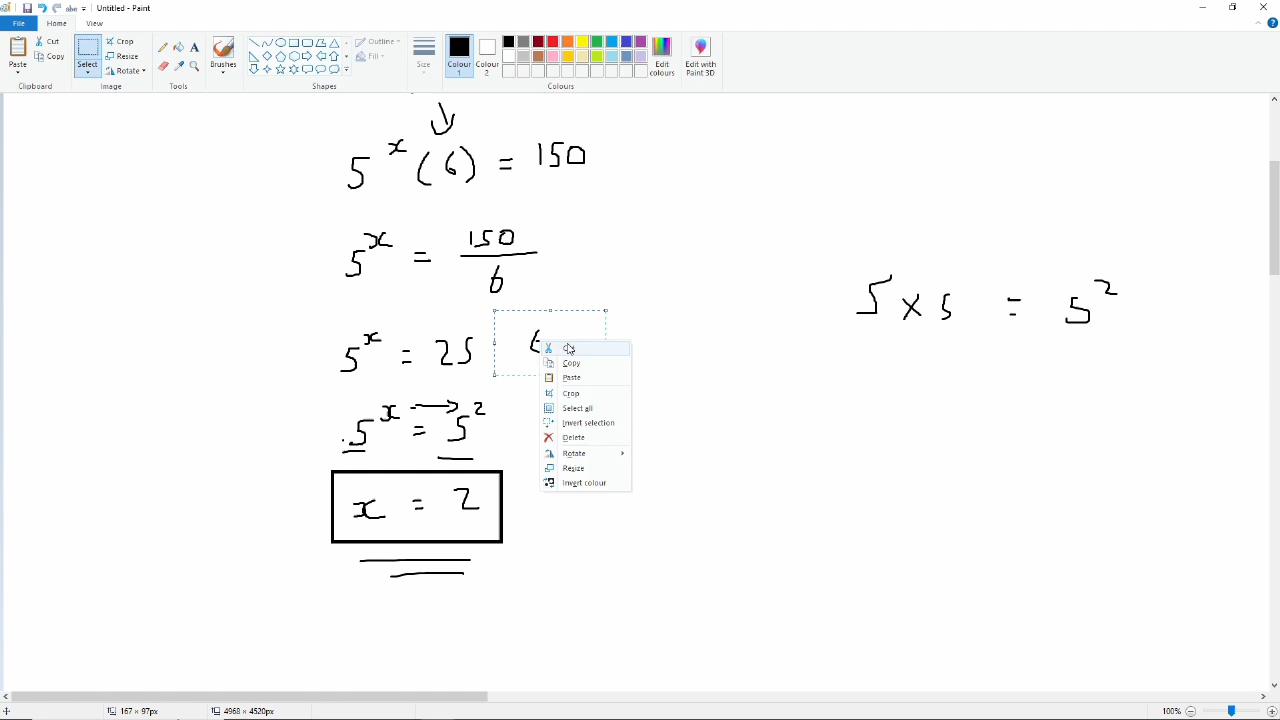 Untitled - Paint
File Home View
Paste
Cut
Copy
Clipboard
Select
Crop
Resize
Rotate
Image
Tools
Brushes
Outline
Fill
Shapes
Size
Colour 1
Colour 2
Edit colours
Colours
Edit with Paint 3D
5^x (6) = 150
5^x = 150/6
5^x = 25
5^x = 5^2
x = 2
5 × 5 = 5^2
Copy
Paste
Crop
Select all
Invert selection
Delete
Rotate
Resize
Invert colour
167 × 97px
4968 × 4520px
100%